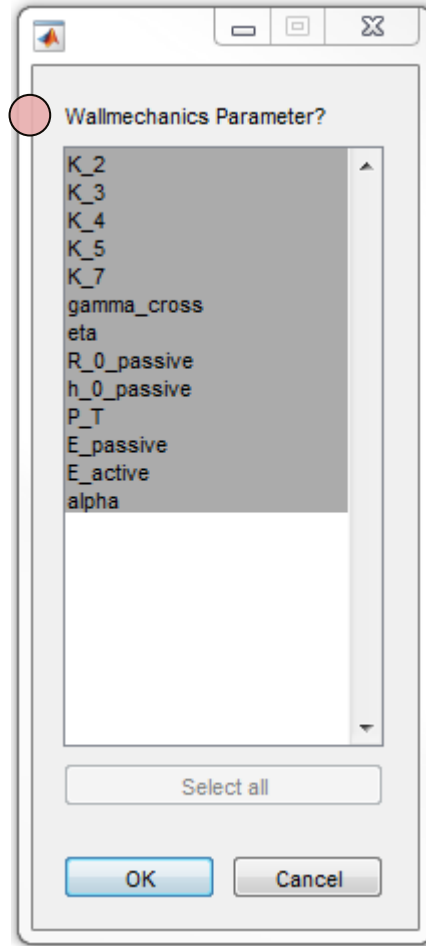 Wallmechanics Parameter?
K_2
K_3
K_4
K_5
K_7
gamma_cross
eta
R_0_passive
h_0_passive
P_T
E_passive
E_active
alpha
Select all
OK Cancel